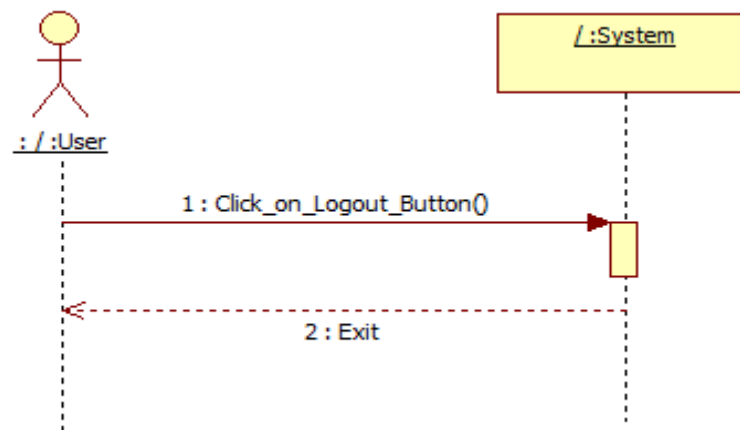 / :System
: / :User
1 : Click_on_Logout_Button()
2 : Exit